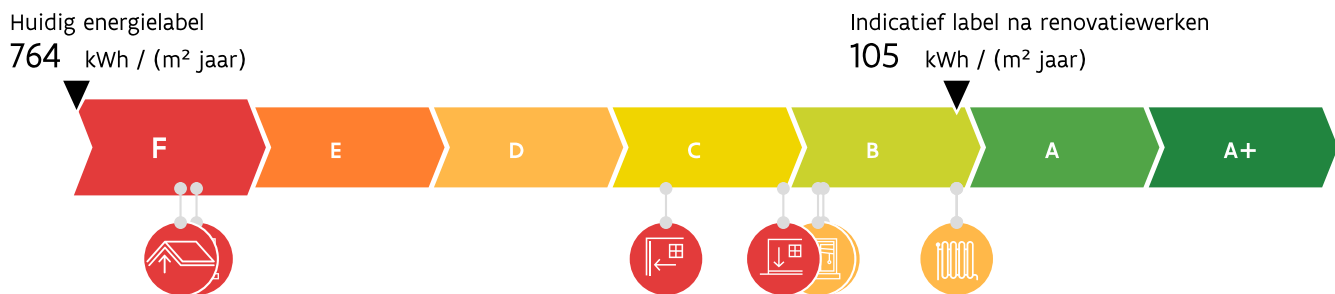 Huidig energielabel
764 kWh / (m² jaar)
Indicatief label na renovatiewerken
105 kWh / (m² jaar)
F E D C B A A+